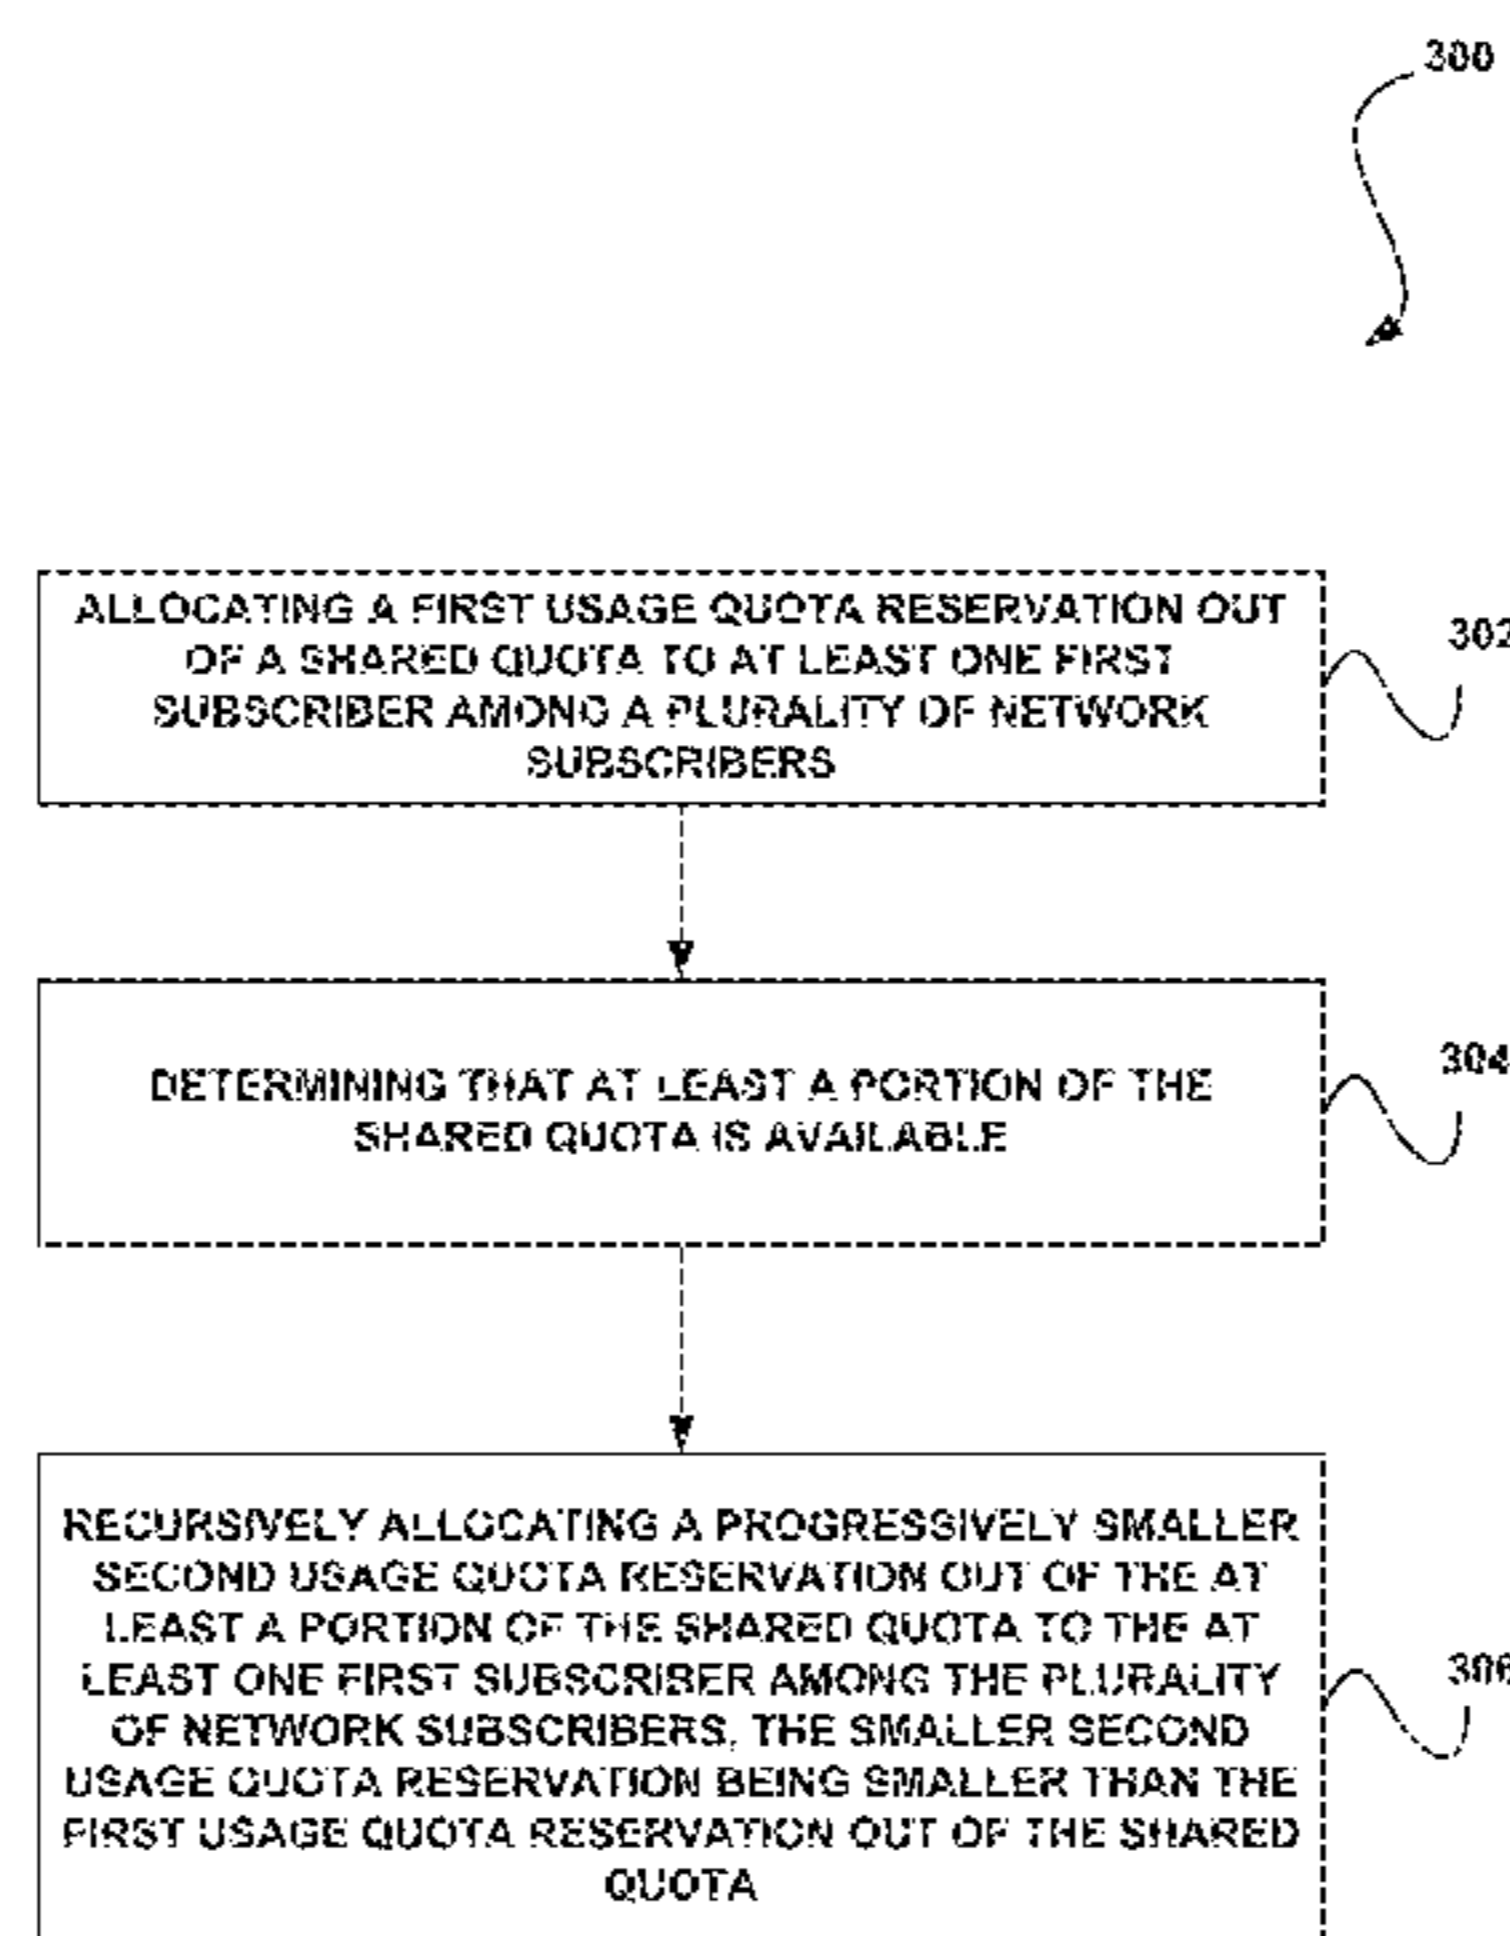 300
ALLOCATING A FIRST USAGE QUOTA RESERVATION OUT
OF A SHARED QUOTA TO AT LEAST ONE FIRST
SUBSCRIBER AMONG A PLURALITY OF NETWORK
SUBSCRIBERS
302
DETERMINING THAT AT LEAST A PORTION OF THE
SHARED QUOTA IS AVAILABLE
304
RECURSIVELY ALLOCATING A PROGRESSIVELY SMALLER
SECOND USAGE QUOTA RESERVATION OUT OF THE AT
LEAST A PORTION OF THE SHARED QUOTA TO THE AT
LEAST ONE FIRST SUBSCRIBER AMONG THE PLURALITY
OF NETWORK SUBSCRIBERS, THE SMALLER SECOND
USAGE QUOTA RESERVATION BEING SMALLER THAN THE
FIRST USAGE QUOTA RESERVATION OUT OF THE SHARED
QUOTA
306